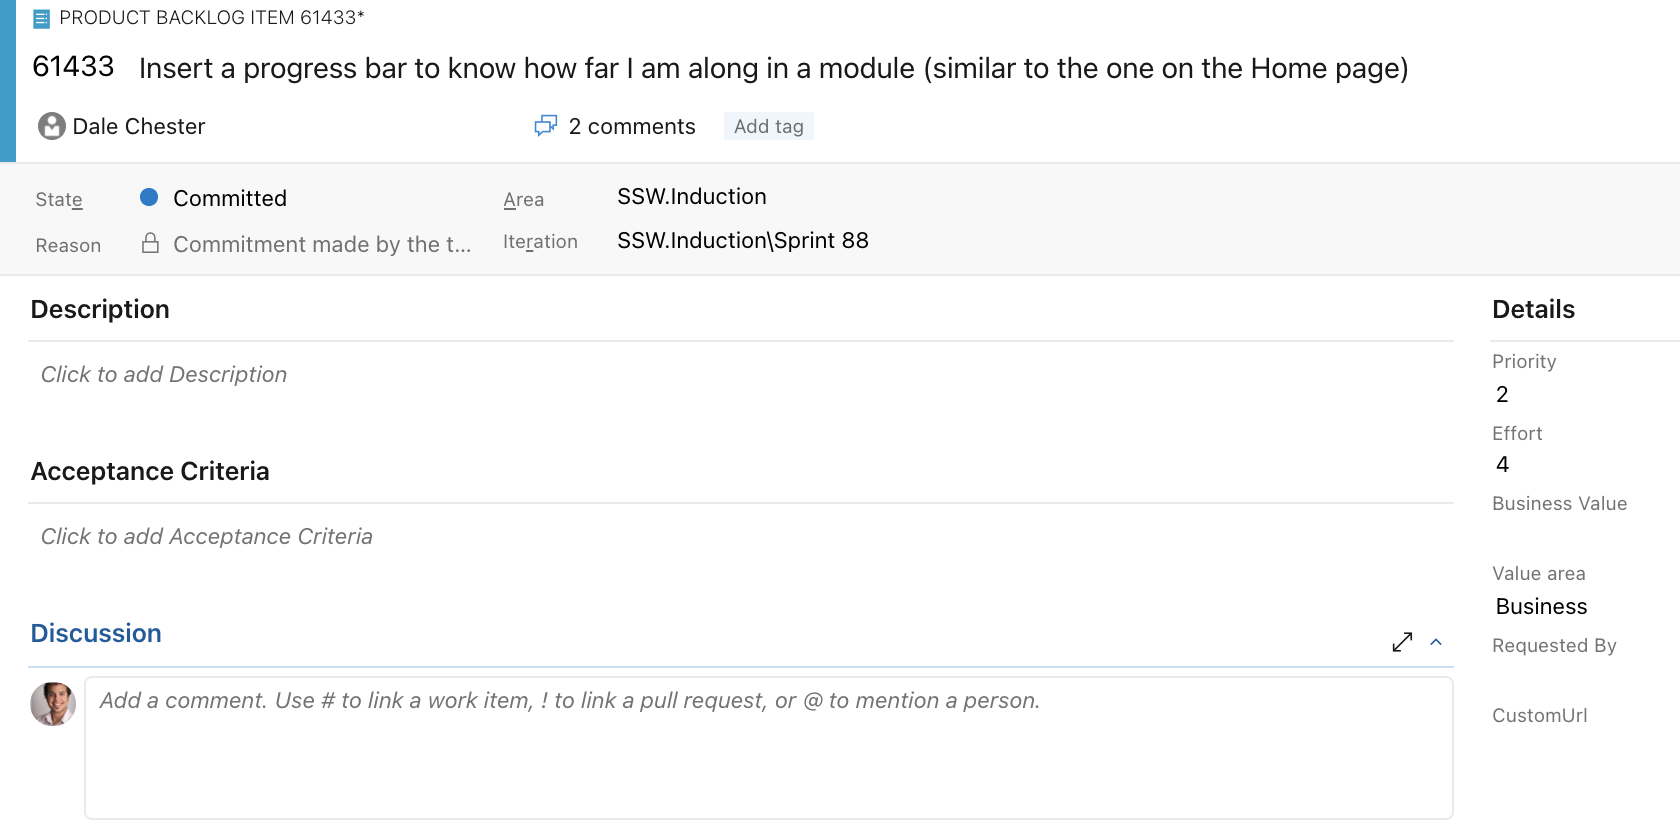 PRODUCT BACKLOG ITEM 61433*
61433 Insert a progress bar to know how far I am along in a module (similar to the one on the Home page)
Dale Chester 2 comments Add tag
State Committed Area SSW.Induction
Reason Commitment made by the t... Iteration SSW.Induction\Sprint 88
Description
Click to add Description
Acceptance Criteria
Click to add Acceptance Criteria
Discussion
Add a comment. Use # to link a work item, ! to link a pull request, or @ to mention a person.
Details
Priority
2
Effort
4
Business Value
Value area
Business
Requested By
CustomUrl